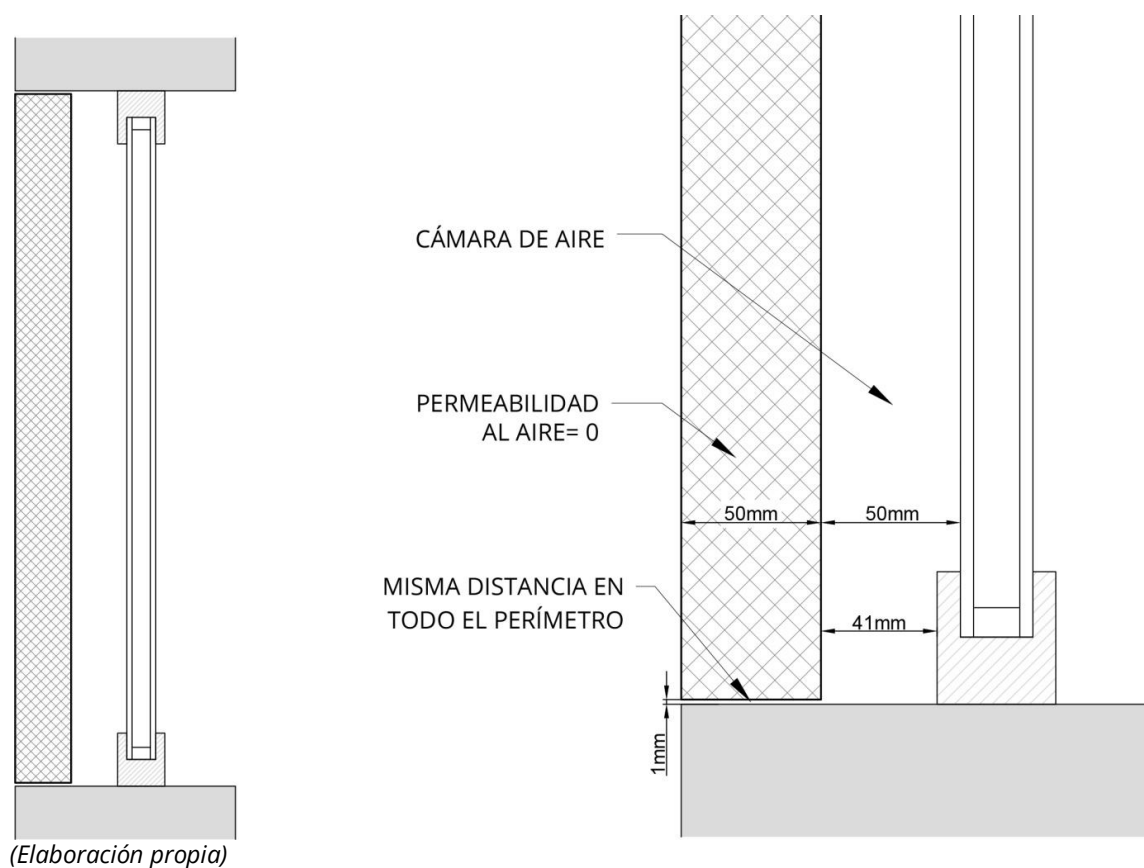 CÁMARA DE AIRE
PERMEABILIDAD
AL AIRE= 0
50mm
50mm
MISMA DISTANCIA EN
TODO EL PERÍMETRO
41mm
1mm
(Elaboración propia)